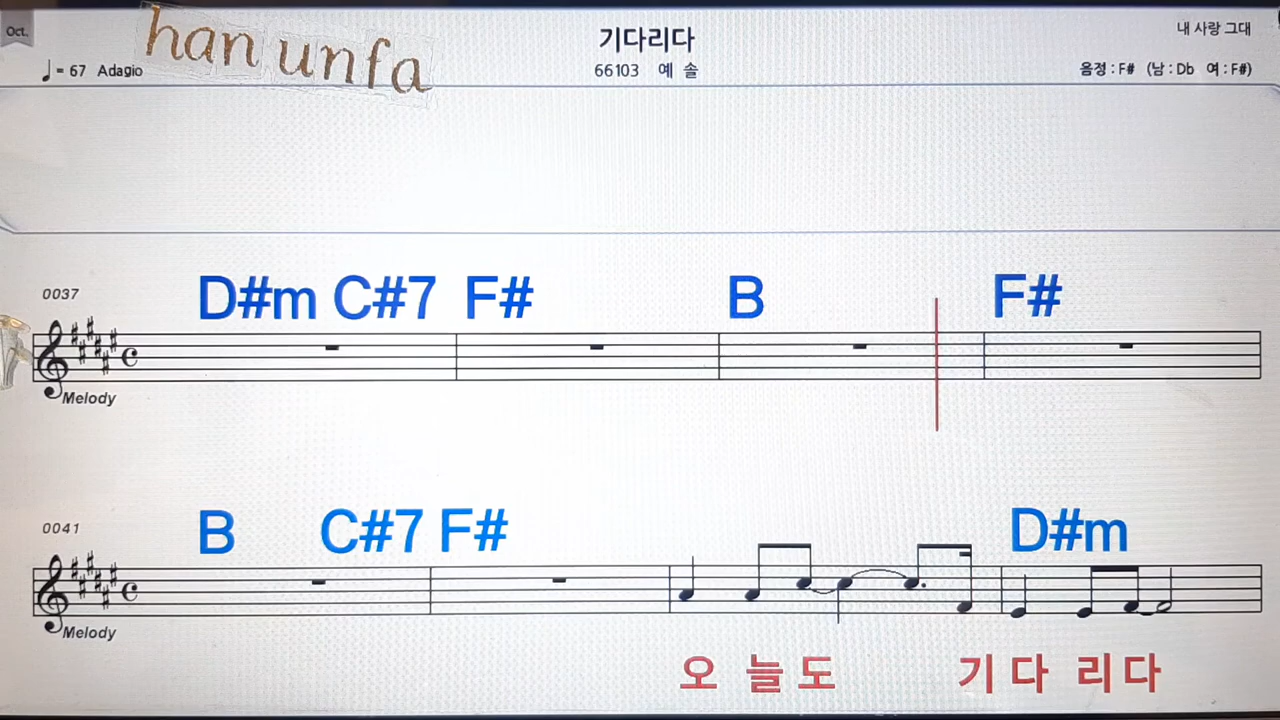 Oct.
han unfa
기다리다
내 사랑 그대
♩= 67 Adagio
66103 예 솔
음정 : F# (남 : Db 여 : F#)
D#m C#7 F# B F#
0037
Melody
B C#7 F# D#m
0041
Melody
오 늘 도 기 다 리 다